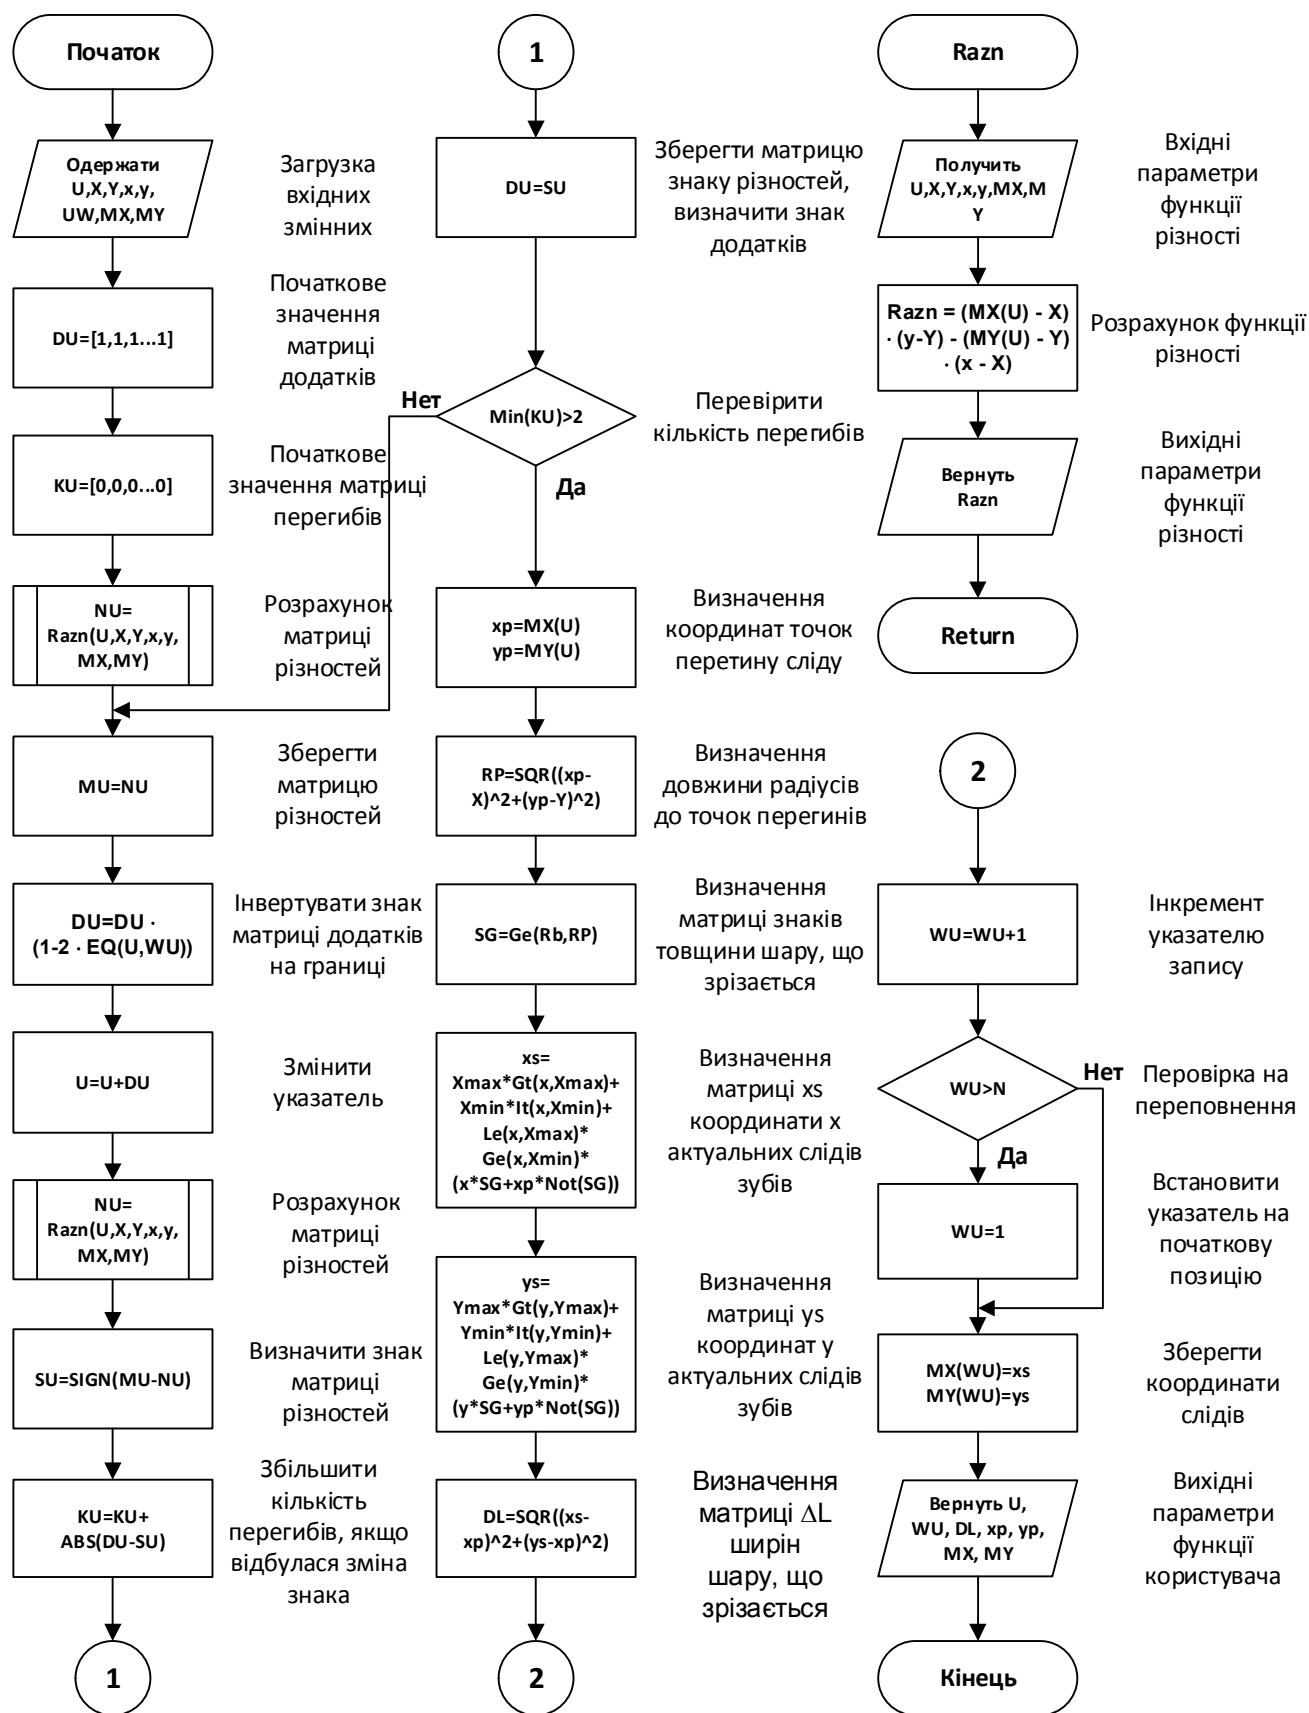 Початок
Одержати
U,X,Y,x,y,
UW,MX,MY
Загрузка
вхідних
змінних
DU=[1,1,1...1]
Початкове
значення
матриці
додатків
KU=[0,0,0...0]
Початкове
значення матриці
перегибів
NU=
Razn(U,X,Y,x,y,
MX,MY)
Розрахунок
матриці
різностей
MU=NU
Зберегти
матрицю
різностей
DU=DU ·
(1-2 · EQ(U,WU))
Інвертувати знак
матриці додатків
на границі
U=U+DU
Змінити
указатель
NU=
Razn(U,X,Y,x,y,
MX,MY)
Розрахунок
матриці
різностей
SU=SIGN(MU-NU)
Визначити знак
матриці
різностей
KU=KU+
ABS(DU-SU)
Збільшити
кількість
перегибів, якщо
відбулася зміна
знака
1
1
DU=SU
Зберегти матрицю
знаку різностей,
визначити знак
додатків
Нет
Min(KU)>2
Перевірити
кількість перегибів
Да
xp=MX(U)
yp=MY(U)
Визначення
координат точок
перетину сліду
RP=SQR((xp-
X)^2+(yp-Y)^2)
Визначення
довжини радіусів
до точок перегинів
SG=Ge(Rb,RP)
Визначення
матриці знаків
товщини шару, що
зрізається
xs=
Xmax*Gt(x,Xmax)+
Xmin*It(x,Xmin)+
Le(x,Xmax)*
Ge(x,Xmin)*
(x*SG+xp*Not(SG))
Визначення
матриці xs
координати x
актуальних слідів
зубів
ys=
Ymax*Gt(y,Ymax)+
Ymin*It(y,Ymin)+
Le(y,Ymax)*
Ge(y,Ymin)*
(y*SG+yp*Not(SG))
Визначення
матриці ys
координат y
актуальних слідів
зубів
DL=SQR((xs-
xp)^2+(ys-xp)^2)
Визначення
матриці ΔL
ширін
шару, що
зрізається
2
Razn
Получить
U,X,Y,x,y,MX,M
Y
Вхідні
параметри
функції
різності
Razn = (MX(U) - X)
· (y-Y) - (MY(U) - Y)
· (x - X)
Розрахунок функції
різності
Вернуть
Razn
Вихідні
параметри
функції
різності
Return
2
WU=WU+1
Інкремент
указателю
запису
WU>N
Нет
Перовірка на
переповнення
Да
WU=1
Встановити
указатель на
початкову
позицію
MX(WU)=xs
MY(WU)=ys
Зберегти
координати
слідів
Вернуть U,
WU, DL, xp, yp,
MX, MY
Вихідні
параметри
функції
користувача
Кінець